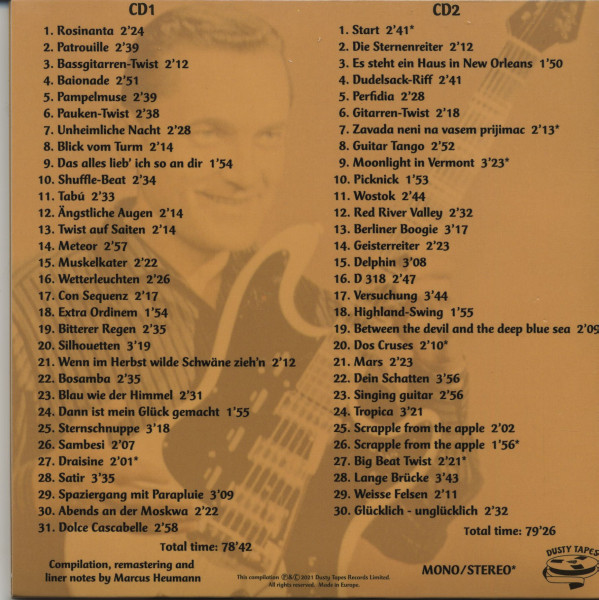 CD1
1. Rosinanta 2’24
2. Patrouille 2’39
3. Bassgitarren-Twist 2’12
4. Baionade 2’51
5. Pampelmuse 2’39
6. Pauken-Twist 2’38
7. Unheimliche Nacht 2’28
8. Blick vom Turm 2’14
9. Das alles lieb’ ich so an dir 1’54
10. Shuffle-Beat 2’34
11. Tabú 2’33
12. Ängstliche Augen 2’14
13. Twist auf Saiten 2’14
14. Meteor 2’57
15. Muskelkater 2’22
16. Wetterleuchten 2’26
17. Con Sequenz 2’17
18. Extra Ordinem 1’54
19. Bitterer Regen 2’35
20. Silhouetten 3’19
21. Wenn im Herbst wilde Schwäne zieh’n 2’12
22. Bosamba 2’35
23. Blau wie der Himmel 2’31
24. Dann ist mein Glück gemacht 1’55
25. Sternschnuppe 3’18
26. Sambesi 2’07
27. Draisine 2’01*
28. Satir 3’35
29. Spaziergang mit Parapluie 3’09
30. Abends an der Moskwa 2’22
31. Dolce Cascabelle 2’58
Total time: 78’42
Compilation, remastering and
liner notes by Marcus Heumann
CD2
1. Start 2’41*
2. Die Sternenreiter 2’12
3. Es steht ein Haus in New Orleans 1’50
4. Dudelsack-Riff 2’41
5. Perfidia 2’28
6. Gitarren-Twist 2’18
7. Zavada neni na vasem prijimac 2’13*
8. Guitar Tango 2’52
9. Moonlight in Vermont 3’23*
10. Picknick 1’53
11. Wostok 2’44
12. Red River Valley 2’32
13. Berliner Boogie 3’17
14. Geisterreiter 2’23
15. Delphin 3’08
16. D 318 2’47
17. Versuchung 3’44
18. Highland-Swing 1’55
19. Between the devil and the deep blue sea 2’09
20. Dos Cruses 2’10*
21. Mars 2’23
22. Dein Schatten 3’56
23. Singing guitar 2’56
24. Tropica 3’21
25. Scrapple from the apple 2’02
26. Scrapple from the apple 1’56*
27. Big Beat Twist 2’21*
28. Lange Brücke 3’43
29. Weisse Felsen 2’11
30. Glücklich - unglücklich 2’32
Total time: 79’26
This compilation ℗&© 2021 Dusty Tapes Records Limited.
All rights reserved. Made in Europe.
MONO/STEREO*
DUSTY TAPES